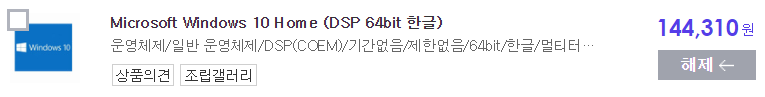 Windows 10
Microsoft Windows 10 Home (DSP 64bit 한글)
운영체제/일반 운영체제/DSP(COEM)/기간없음/제한없음/64bit/한글/멀티터 ···
상품의견 조립갤러리
144,310 원
해제 ←